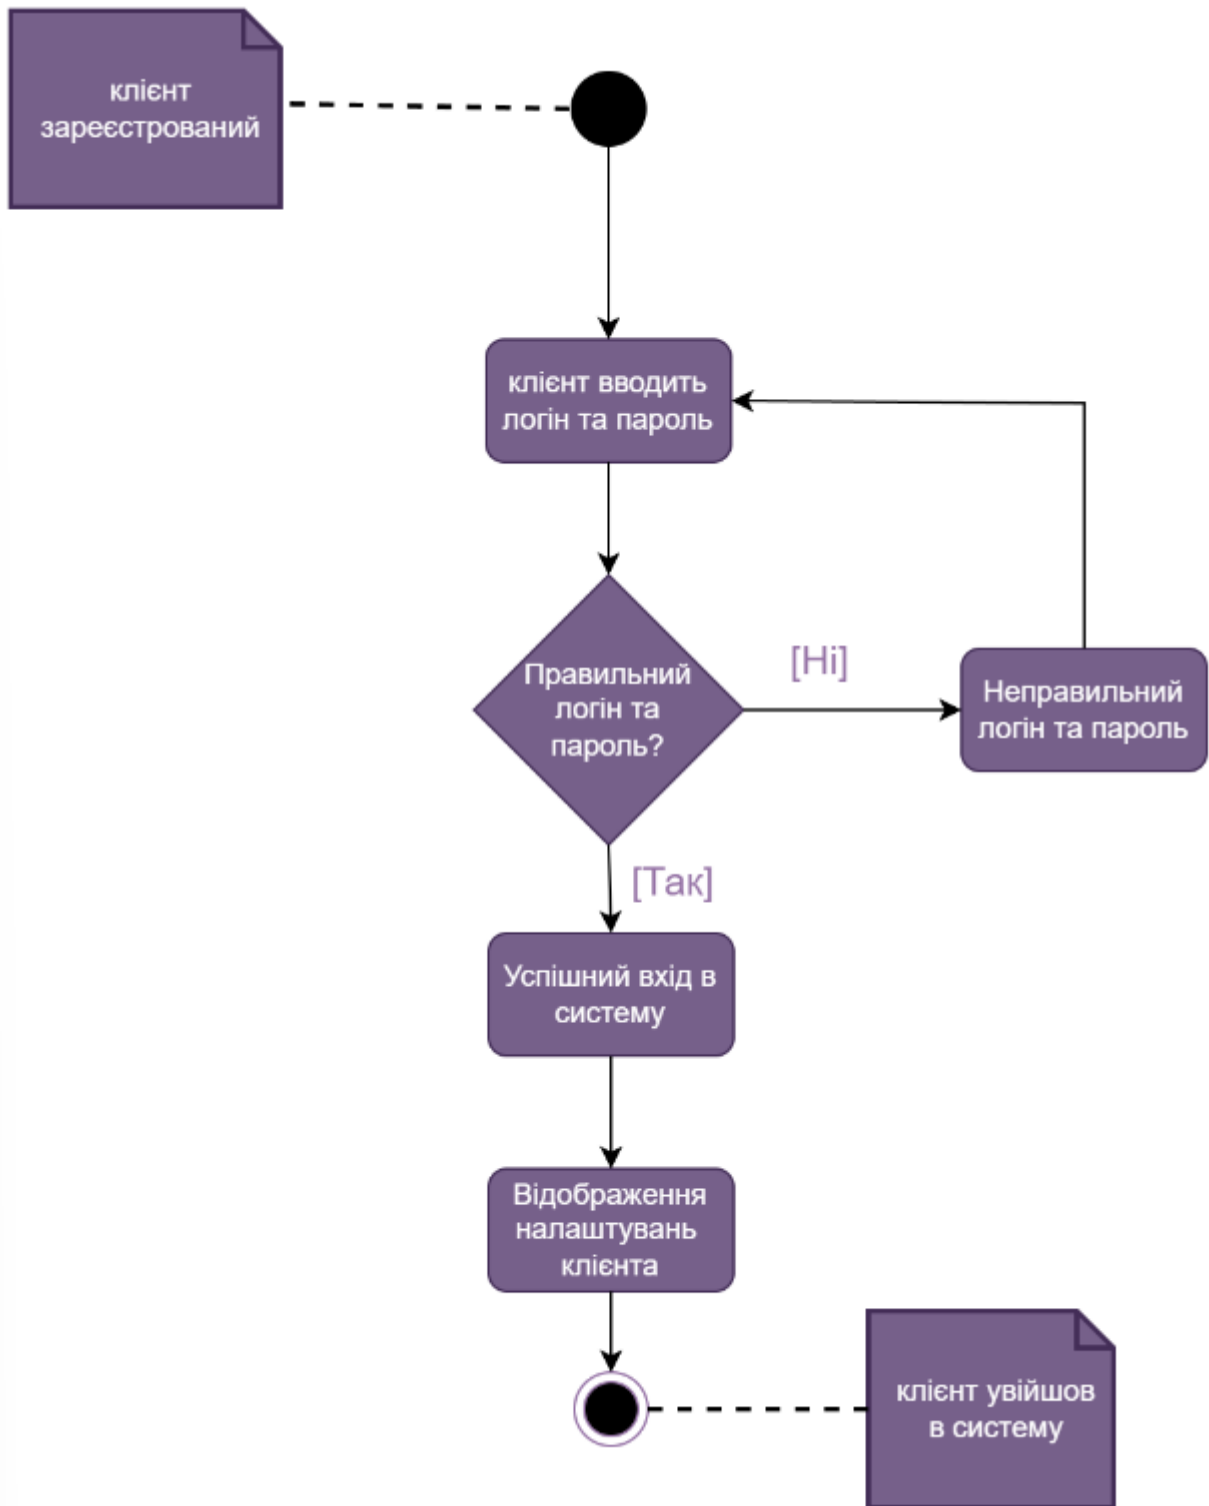 клієнт
зареєстрований
клієнт вводить
логін та пароль
Правильний
логін та
пароль?
[Ні]
Неправильний
логін та пароль
[Так]
Успішний вхід в
систему
Відображення
налаштувань
клієнта
клієнт увійшов
в систему